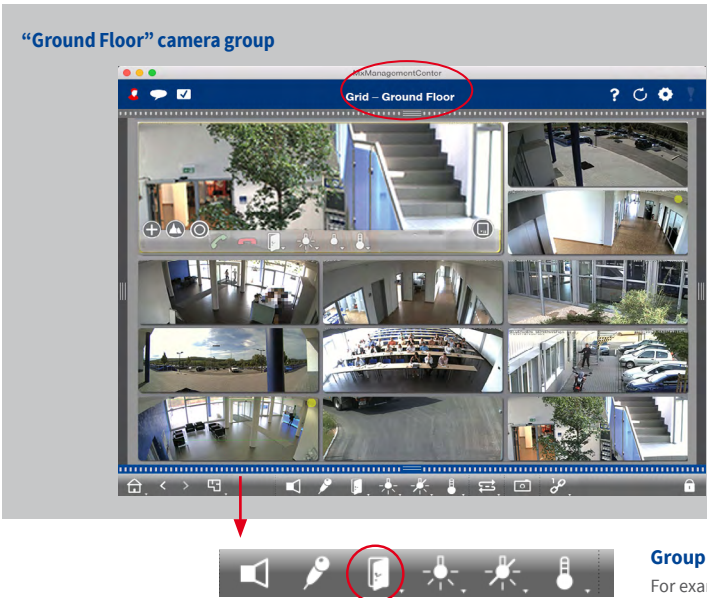 “Ground Floor” camera group
MxManagementCenter
Grid – Ground Floor
?
Group
For exa